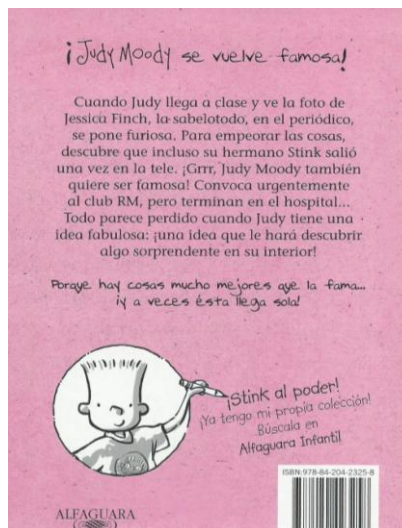 ¡Judy Moody se vuelve famosa!
Cuando Judy llega a clase y ve la foto de
Jessica Finch, la sabelotodo, en el periódico,
se pone furiosa. Para empeorar las cosas,
descubre que incluso su hermano Stink salió
una vez en la tele. ¡Grrr, Judy Moody también
quiere ser famosa! Convoca urgentemente
al club RM, pero terminan en el hospital...
Todo parece perdido cuando Judy tiene una
idea fabulosa: ¡una idea que le hará descubrir
algo sorprendente en su interior!
Porque hay cosas mucho mejores que la fama...
¡y a veces ésta llega sola!
¡Stink al poder!
¡Ya tengo mi propia colección!
Búscala en
Alfaguara Infantil
ISBN:978-84-204-2325-8
ALFAGUARA